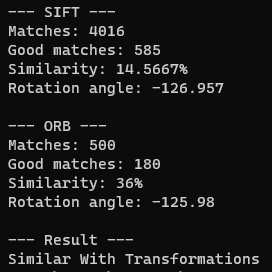 --- SIFT ---
Matches: 4016
Good matches: 585
Similarity: 14.5667%
Rotation angle: -126.957
--- ORB ---
Matches: 500
Good matches: 180
Similarity: 36%
Rotation angle: -125.98
--- Result ---
Similar With Transformations